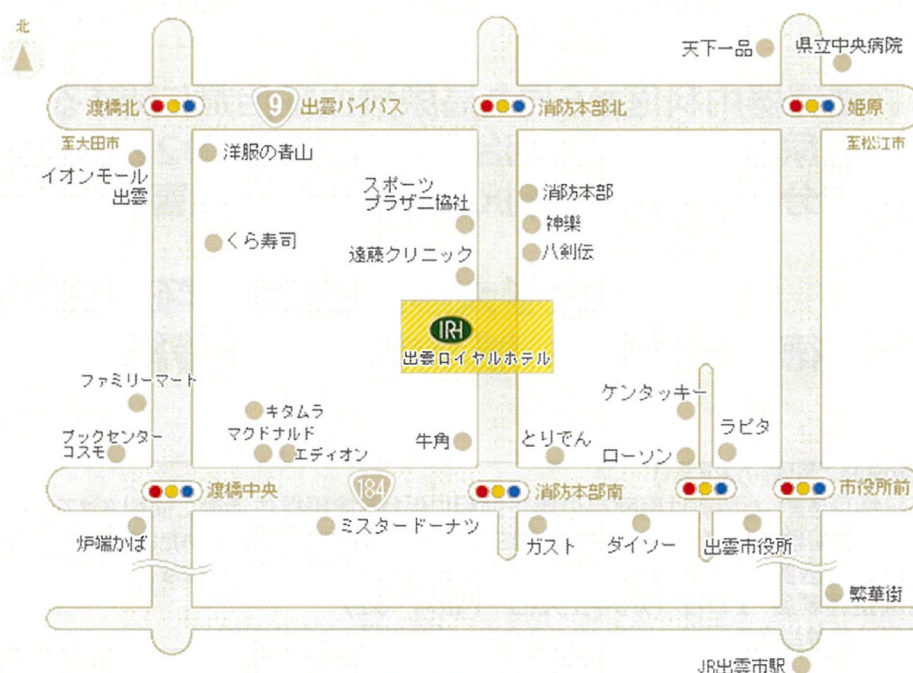 北
天下一品
県立中央病院
渡橋北
9
出雲バイパス
消防本部北
姫原
至大田市
至松江市
イオンモール
出雲
洋服の青山
スポーツ
プラザ二協社
消防本部
神樂
くら寿司
遠藤クリニック
八剣伝
IRH
出雲ロイヤルホテル
ファミリーマート
キタムラ
ケンタッキー
ブックセンター
コスモ
マクドナルド
エディオン
牛角
とりでん
ローソン
ラピタ
渡橋中央
184
消防本部南
市役所前
炉端かば
ミスタードーナツ
ガスト
ダイソー
出雲市役所
繁華街
JR出雲市駅